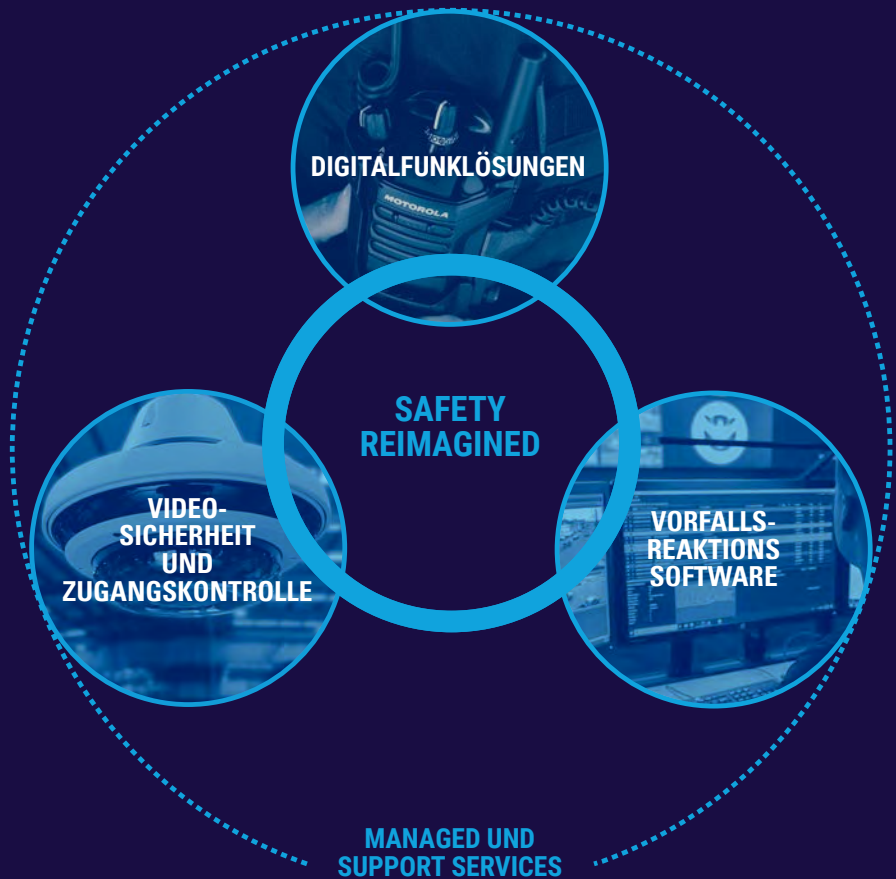 DIGITALFUNKLÖSUNGEN
MOTOROLA
SAFETY
REIMAGINED
VIDEO-
SICHERHEIT
UND
ZUGANGSKONTROLLE
VORFALLS-
REAKTIONS
SOFTWARE
MANAGED UND
SUPPORT SERVICES